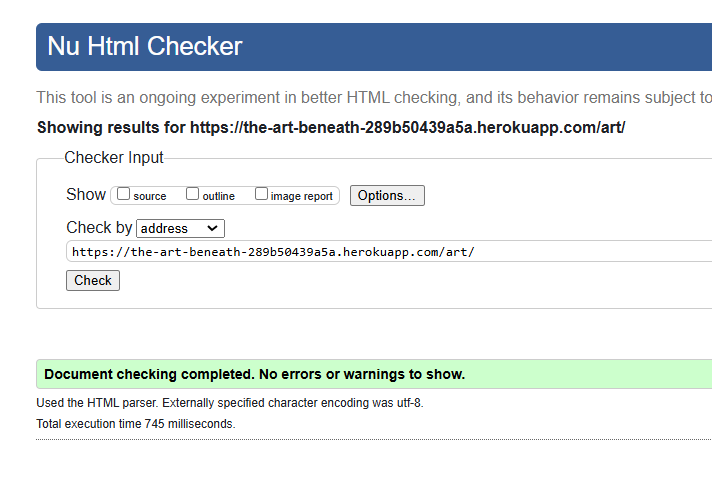 Nu Html Checker
This tool is an ongoing experiment in better HTML checking, and its behavior remains subject to
Showing results for https://the-art-beneath-289b50439a5a.herokuapp.com/art/
Checker Input
Show source outline image report Options...
Check by address
https://the-art-beneath-289b50439a5a.herokuapp.com/art/
Check
Document checking completed. No errors or warnings to show.
Used the HTML parser. Externally specified character encoding was utf-8.
Total execution time 745 milliseconds.